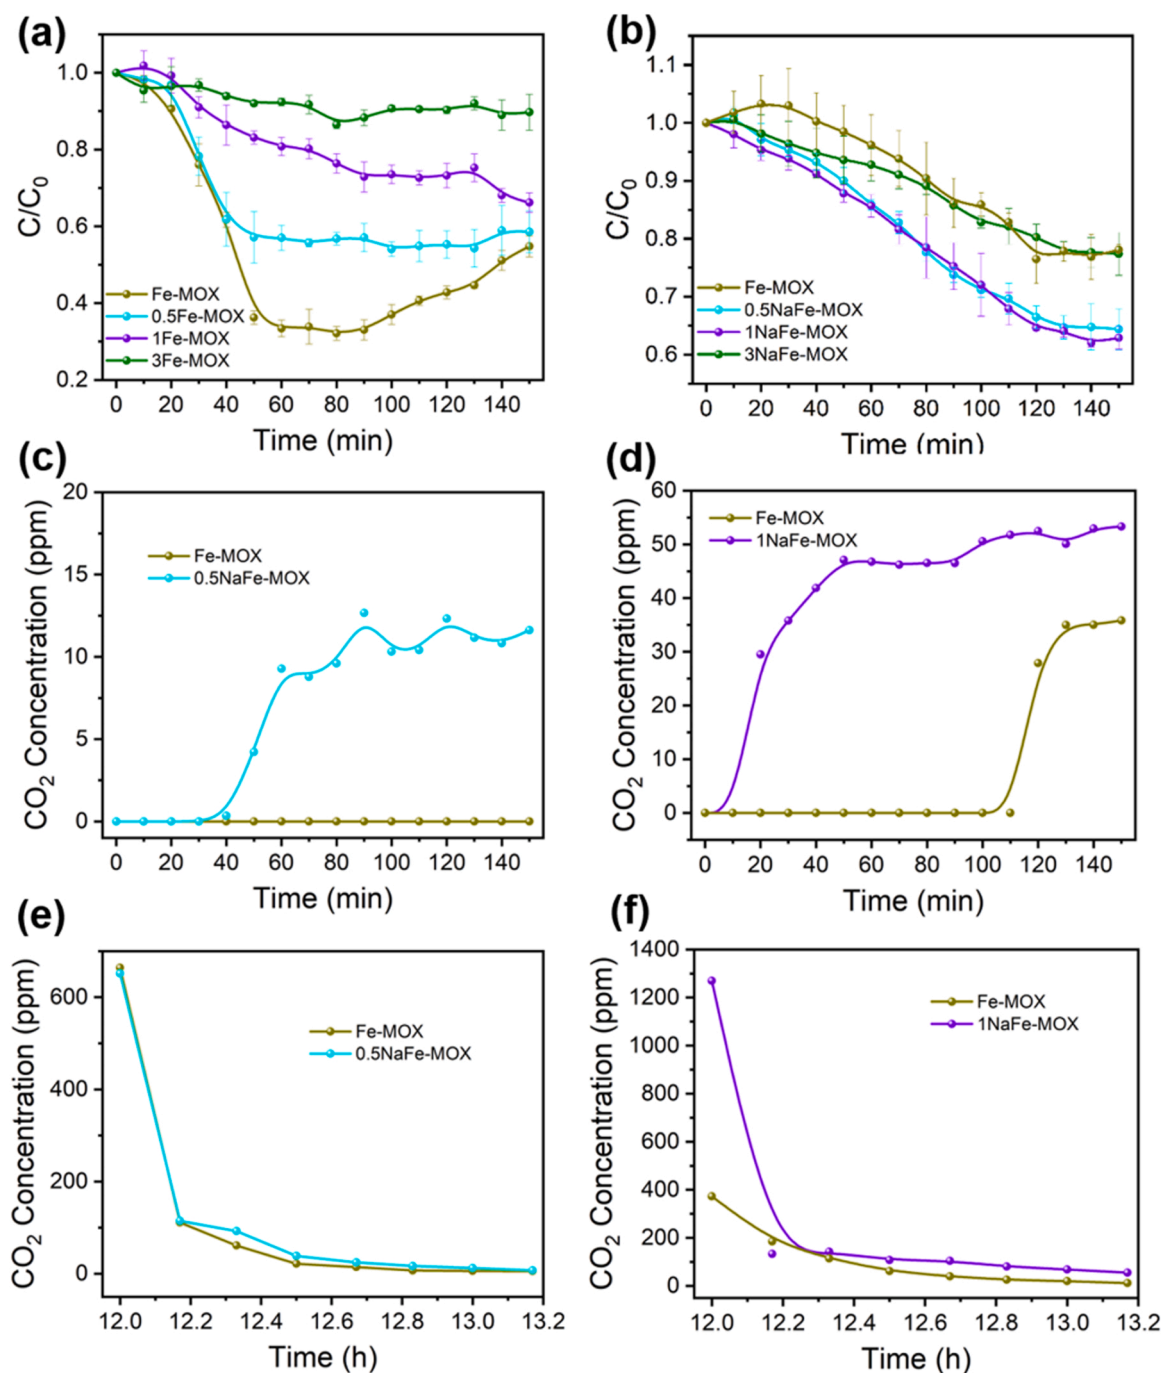 (a)
C/C0
1.0
0.8
0.6
0.4
0.2
Fe-MOX
0.5Fe-MOX
1Fe-MOX
3Fe-MOX
0 20 40 60 80 100 120 140
Time (min)
(b)
C/C0
1.1
1.0
0.9
0.8
0.7
0.6
Fe-MOX
0.5NaFe-MOX
1NaFe-MOX
3NaFe-MOX
0 20 40 60 80 100 120 140
Time (min)
(c)
CO2 Concentration (ppm)
20
15
10
5
0
Fe-MOX
0.5NaFe-MOX
0 20 40 60 80 100 120 140
Time (min)
(d)
CO2 Concentration (ppm)
60
50
40
30
20
10
0
Fe-MOX
1NaFe-MOX
0 20 40 60 80 100 120 140
Time (min)
(e)
CO2 Concentration (ppm)
600
400
200
0
Fe-MOX
0.5NaFe-MOX
12.0 12.2 12.4 12.6 12.8 13.0 13.2
Time (h)
(f)
CO2 Concentration (ppm)
1400
1200
1000
800
600
400
200
0
Fe-MOX
1NaFe-MOX
12.0 12.2 12.4 12.6 12.8 13.0 13.2
Time (h)